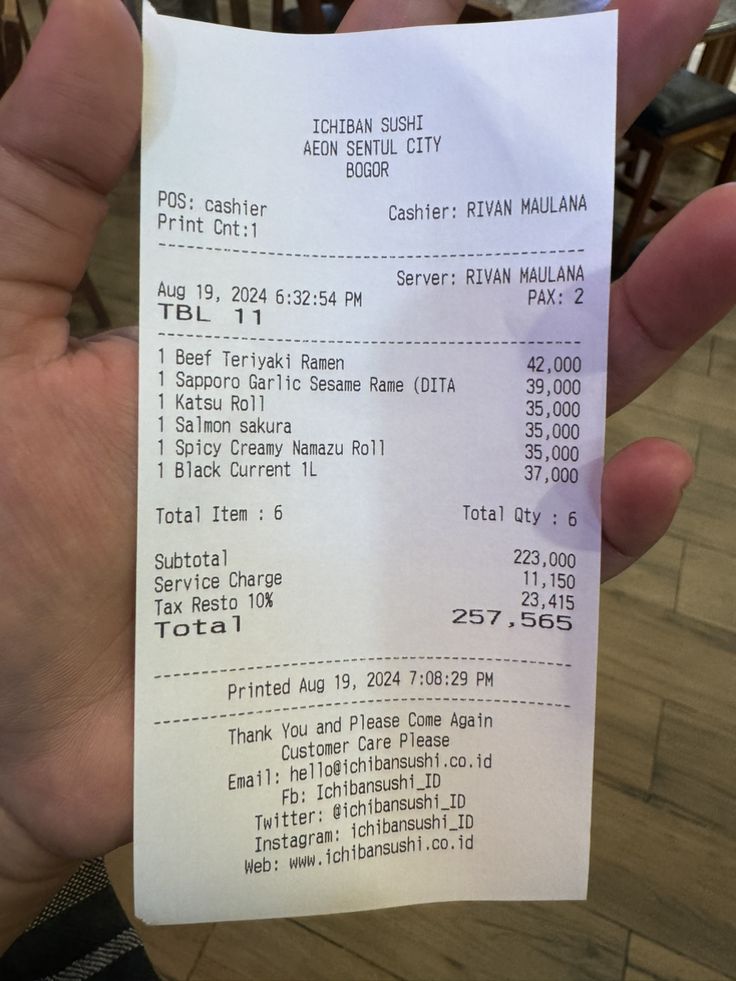 ICHIBAN SUSHI
AEON SENTUL CITY
BOGOR
POS: cashier Cashier: RIVAN MAULANA
Print Cnt:1
Server: RIVAN MAULANA
Aug 19, 2024 6:32:54 PM PAX: 2
TBL 11
1 Beef Teriyaki Ramen 42,000
1 Sapporo Garlic Sesame Rame (DITA 39,000
1 Katsu Roll 35,000
1 Salmon sakura 35,000
1 Spicy Creamy Namazu Roll 35,000
1 Black Current 1L 37,000
Total Item : 6 Total Qty : 6
Subtotal 223,000
Service Charge 11,150
Tax Resto 10% 23,415
Total 257,565
Printed Aug 19, 2024 7:08:29 PM
Thank You and Please Come Again
Customer Care Please
Email: hello@ichibansushi.co.id
Fb: Ichibansushi_ID
Twitter: @ichibansushi_ID
Instagram: ichibansushi_ID
Web: www.ichibansushi.co.id